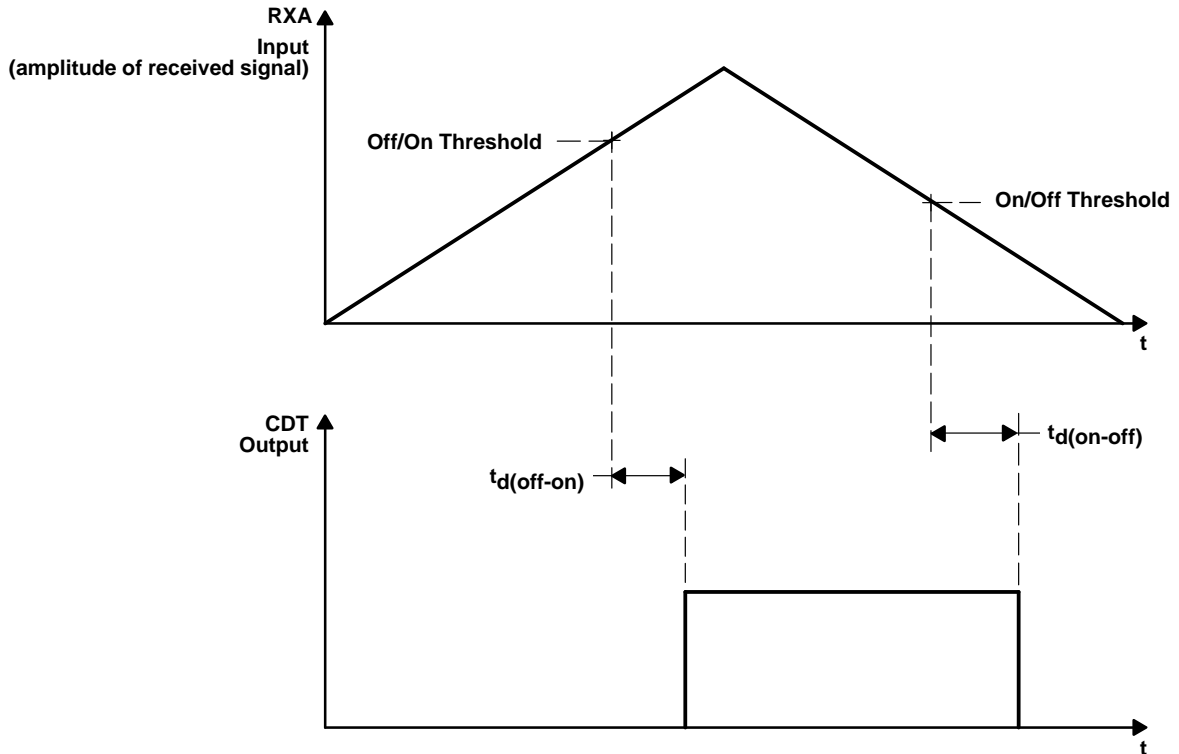 RXA
Input
(amplitude of received signal)
Off/On Threshold
On/Off Threshold
t
CDT
Output
td(on-off)
td(off-on)
t